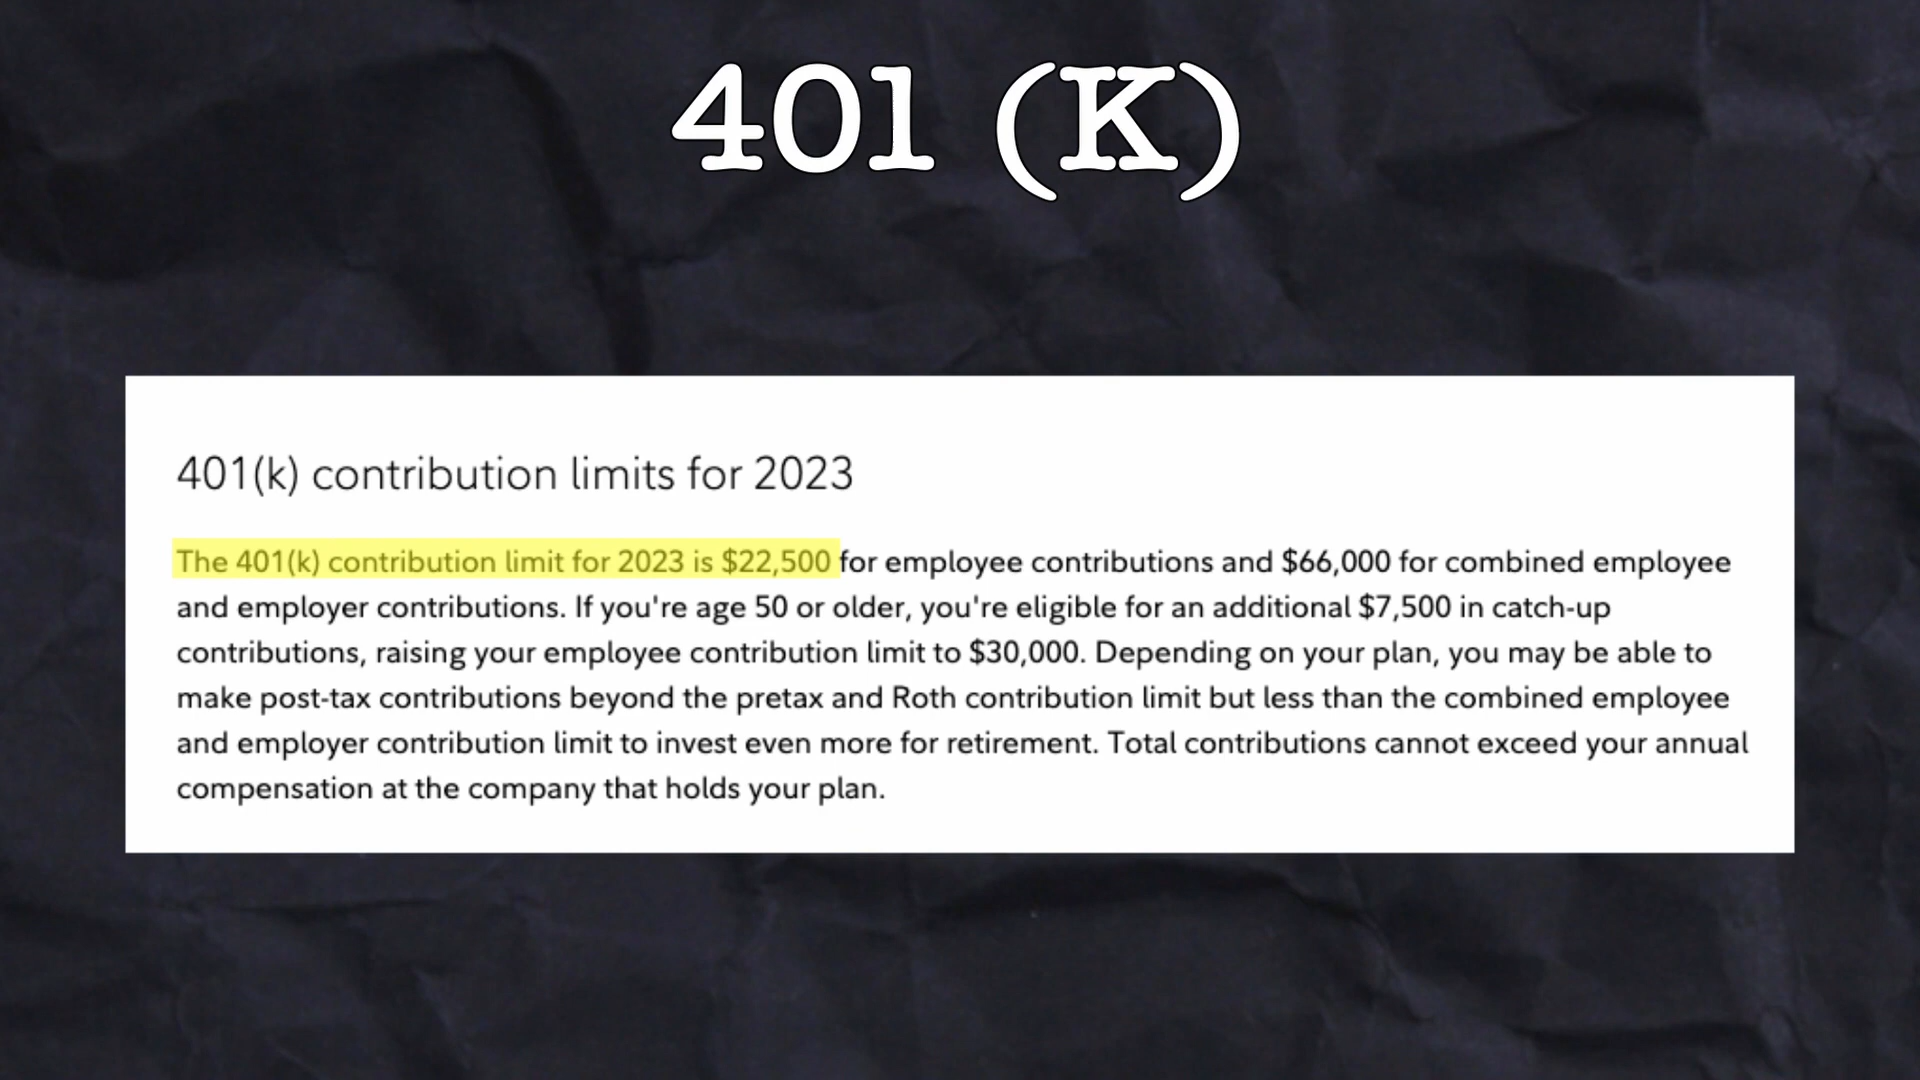 401 (K)
401(k) contribution limits for 2023
The 401(k) contribution limit for 2023 is $22,500 for employee contributions and $66,000 for combined employee
and employer contributions. If you're age 50 or older, you're eligible for an additional $7,500 in catch-up
contributions, raising your employee contribution limit to $30,000. Depending on your plan, you may be able to
make post-tax contributions beyond the pretax and Roth contribution limit but less than the combined employee
and employer contribution limit to invest even more for retirement. Total contributions cannot exceed your annual
compensation at the company that holds your plan.